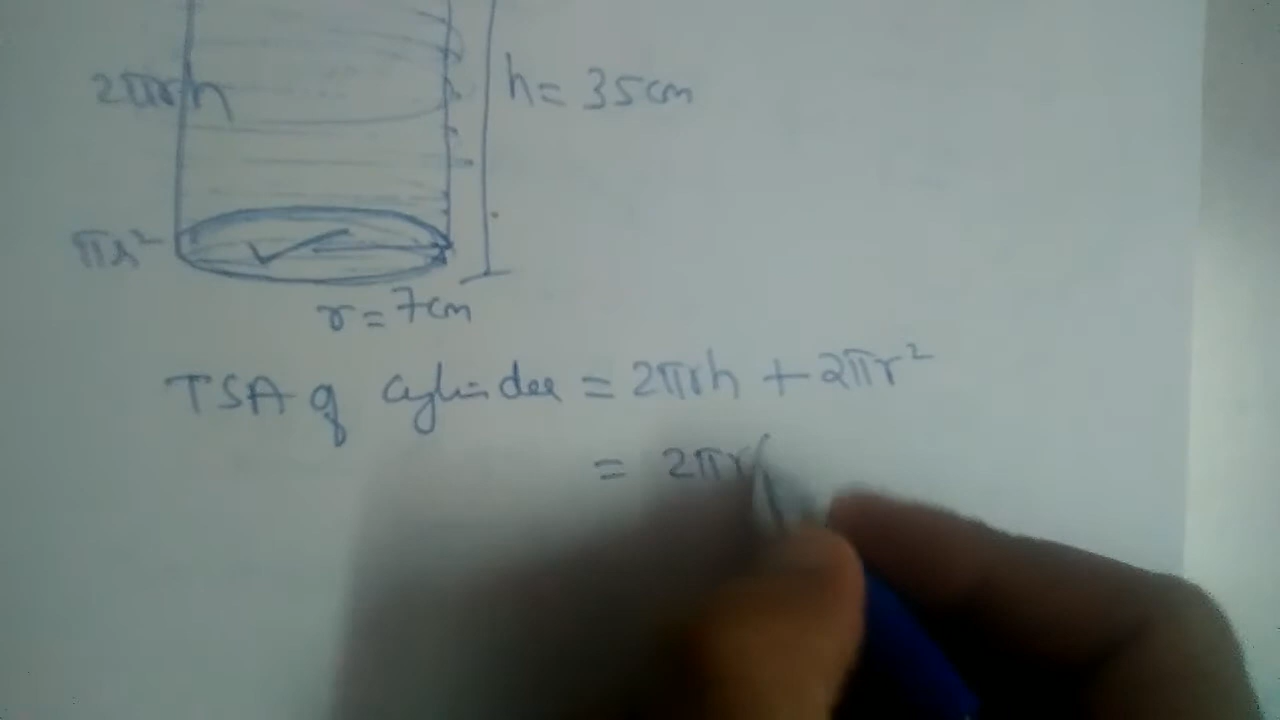 2πrh h = 35cm
πr²
r = 7cm
TSA of cylinder = 2πrh + 2πr²
= 2πr(